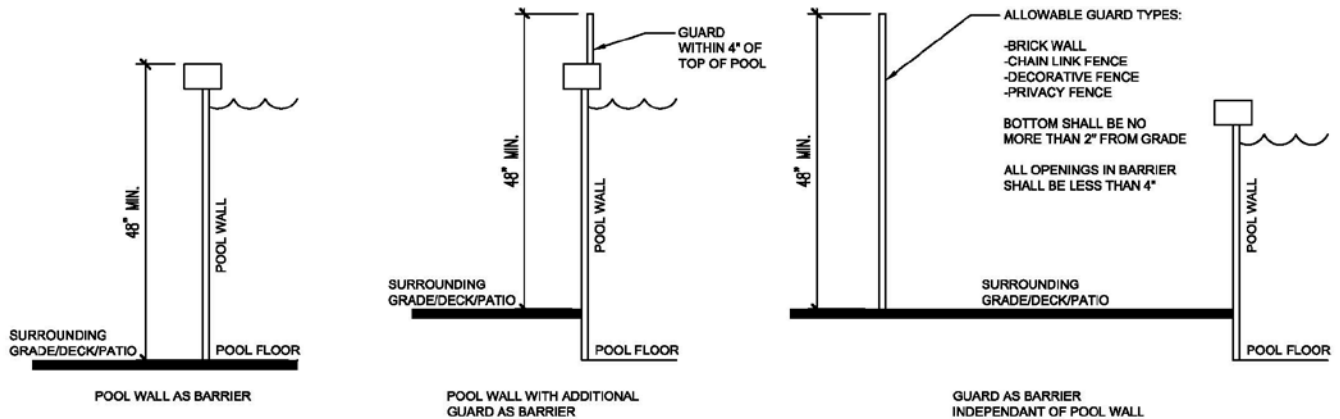 48" MIN.
POOL WALL
SURROUNDING
GRADE/DECK/PATIO
POOL FLOOR
POOL WALL AS BARRIER
GUARD
WITHIN 4" OF
TOP OF POOL
48" MIN.
POOL WALL
SURROUNDING
GRADE/DECK/PATIO
POOL FLOOR
POOL WALL WITH ADDITIONAL
GUARD AS BARRIER
ALLOWABLE GUARD TYPES:
-BRICK WALL
-CHAIN LINK FENCE
-DECORATIVE FENCE
-PRIVACY FENCE
BOTTOM SHALL BE NO
MORE THAN 2" FROM GRADE
ALL OPENINGS IN BARRIER
SHALL BE LESS THAN 4"
48" MIN.
POOL WALL
SURROUNDING
GRADE/DECK/PATIO
POOL FLOOR
GUARD AS BARRIER
INDEPENDANT OF POOL WALL